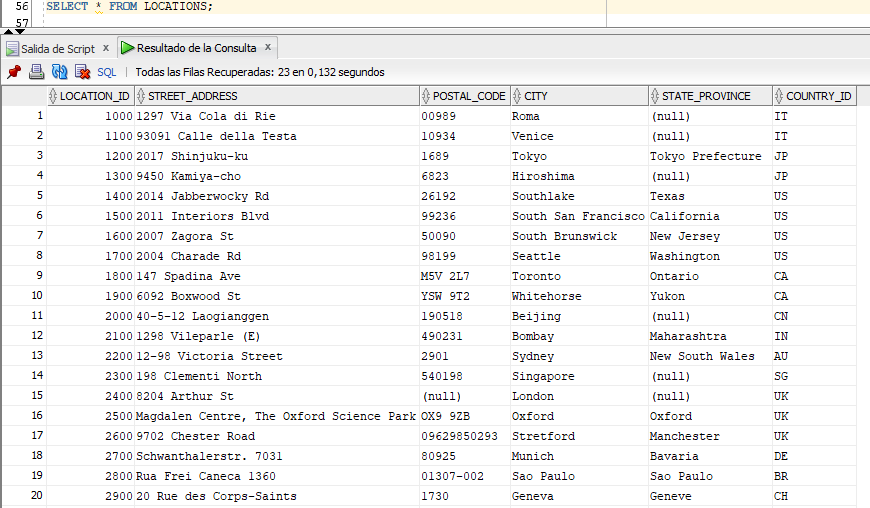 56 SELECT * FROM LOCATIONS;
57
Salida de Script x Resultado de la Consulta x
SQL | Todas las Filas Recuperadas: 23 en 0,132 segundos
LOCATION_ID STREET_ADDRESS POSTAL_CODE CITY STATE_PROVINCE COUNTRY_ID
1 1000 1297 Via Cola di Rie 00989 Roma (null) IT
2 1100 93091 Calle della Testa 10934 Venice (null) IT
3 1200 2017 Shinjuku-ku 1689 Tokyo Tokyo Prefecture JP
4 1300 9450 Kamiya-cho 6823 Hiroshima (null) JP
5 1400 2014 Jabberwocky Rd 26192 Southlake Texas US
6 1500 2011 Interiors Blvd 99236 South San Francisco California US
7 1600 2007 Zagora St 50090 South Brunswick New Jersey US
8 1700 2004 Charade Rd 98199 Seattle Washington US
9 1800 147 Spadina Ave M5V 2L7 Toronto Ontario CA
10 1900 6092 Boxwood St YSW 9T2 Whitehorse Yukon CA
11 2000 40-5-12 Laogianggen 190518 Beijing (null) CN
12 2100 1298 Vileparle (E) 490231 Bombay Maharashtra IN
13 2200 12-98 Victoria Street 2901 Sydney New South Wales AU
14 2300 198 Clementi North 540198 Singapore (null) SG
15 2400 8204 Arthur St (null) London (null) UK
16 2500 Magdalen Centre, The Oxford Science Park OX9 9ZB Oxford Oxford UK
17 2600 9702 Chester Road 09629850293 Stretford Manchester UK
18 2700 Schwanthalerstr. 7031 80925 Munich Bavaria DE
19 2800 Rua Frei Caneca 1360 01307-002 Sao Paulo Sao Paulo BR
20 2900 20 Rue des Corps-Saints 1730 Geneva Geneve CH